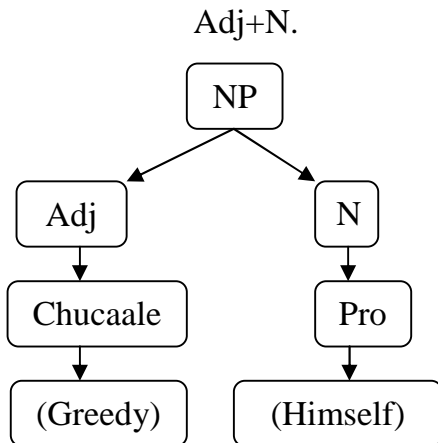 Adj+N.
NP
Adj N
Chucaale Pro
(Greedy) (Himself)